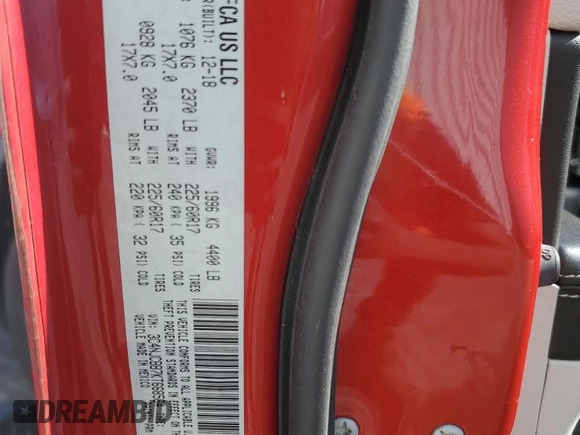 FCA US LLC
R(BUILT): 12-18
GVWR: 1996 KG 4400 LB
1076 KG 2370 LB WITH 225/60R17 TIRES
17X7.0 RIMS AT 240 KPA ( 35 PSI) COLD
0928 KG 2045 LB WITH 225/60R17 TIRES
17X7.0 RIMS AT 220 KPA ( 32 PSI) COLD
THIS VEHICLE CONFORMS TO ALL APPLICABLE
THEFT PREVENTION STANDARDS IN EFFECT ON THE
VIN:
VEHICLE MADE IN MEXICO
DREAMBID